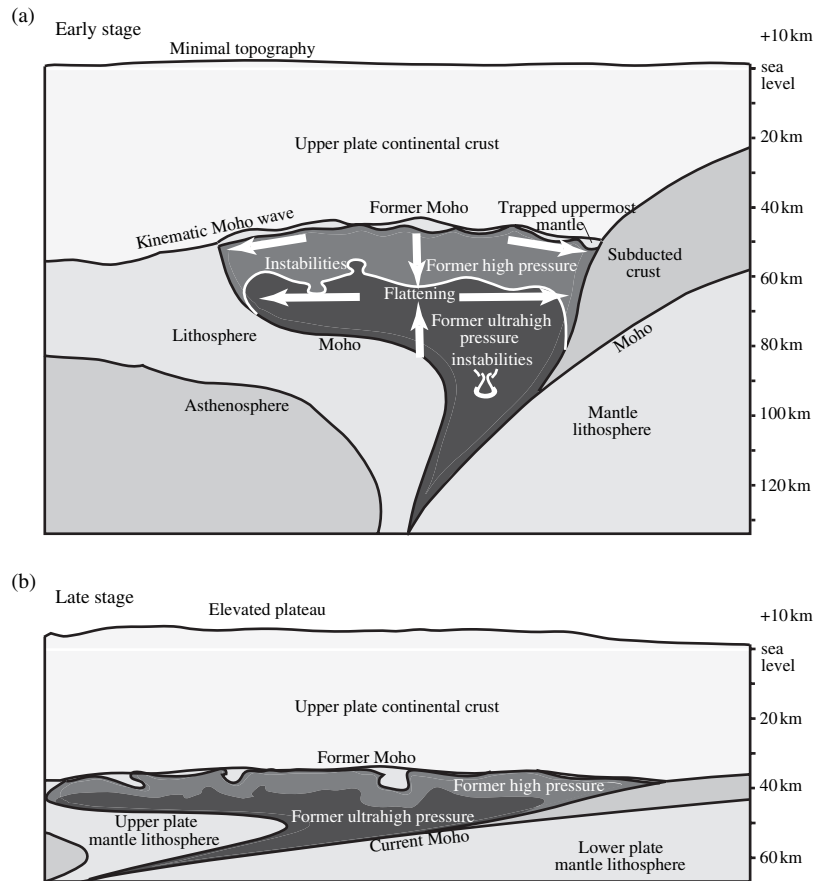 (a)
Early stage
+10 km
Minimal topography
sea
level
Upper plate continental crust
20 km
40 km
Kinematic Moho wave
Former Moho
Trapped uppermost
mantle
Subducted
crust
Instabilities
Former high pressure
60 km
Flattening
Lithosphere
Moho
Former ultrahigh
pressure
instabilities
Moho
80 km
Asthenosphere
Mantle
lithosphere
100 km
120 km
(b)
Late stage
Elevated plateau
+10 km
sea
level
Upper plate continental crust
20 km
Former Moho
Former high pressure
40 km
Upper plate
mantle lithosphere
Former ultrahigh pressure
Current Moho
Lower plate
mantle lithosphere
60 km